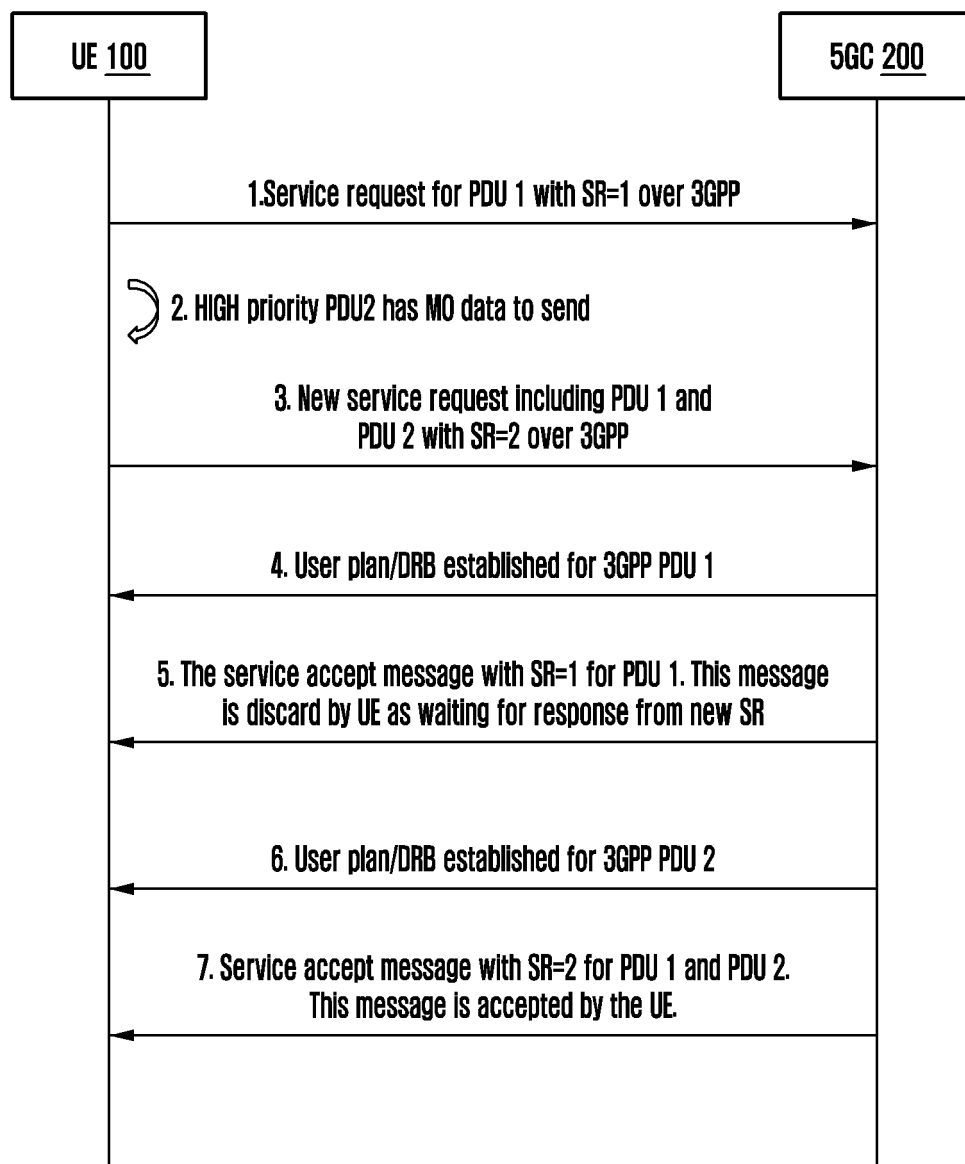 UE 100
5GC 200
1.Service request for PDU 1 with SR=1 over 3GPP
2. HIGH priority PDU2 has MO data to send
3. New service request including PDU 1 and
PDU 2 with SR=2 over 3GPP
4. User plan/DRB established for 3GPP PDU 1
5. The service accept message with SR=1 for PDU 1. This message
is discard by UE as waiting for response from new SR
6. User plan/DRB established for 3GPP PDU 2
7. Service accept message with SR=2 for PDU 1 and PDU 2.
This message is accepted by the UE.